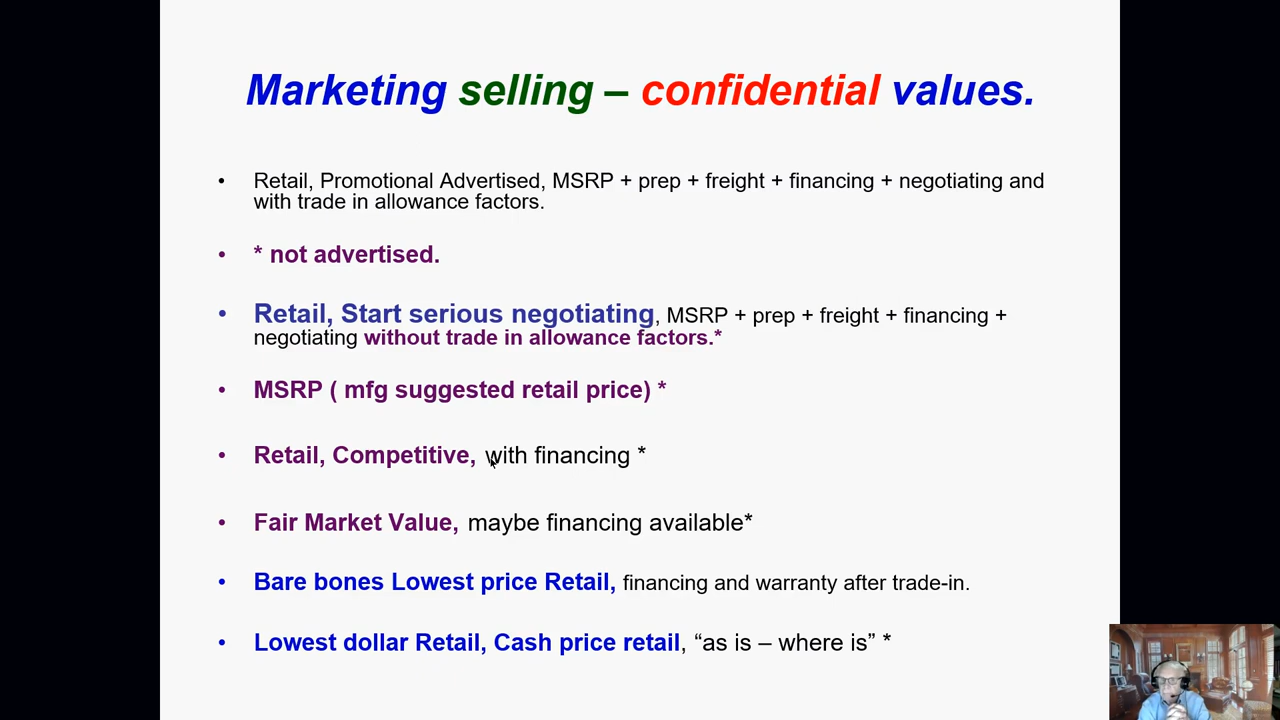 Marketing selling – confidential values.
• Retail, Promotional Advertised, MSRP + prep + freight + financing + negotiating and
with trade in allowance factors.
• * not advertised.
• Retail, Start serious negotiating, MSRP + prep + freight + financing +
negotiating without trade in allowance factors.*
• MSRP ( mfg suggested retail price) *
• Retail, Competitive, with financing *
• Fair Market Value, maybe financing available*
• Bare bones Lowest price Retail, financing and warranty after trade-in.
• Lowest dollar Retail, Cash price retail, “as is – where is” *